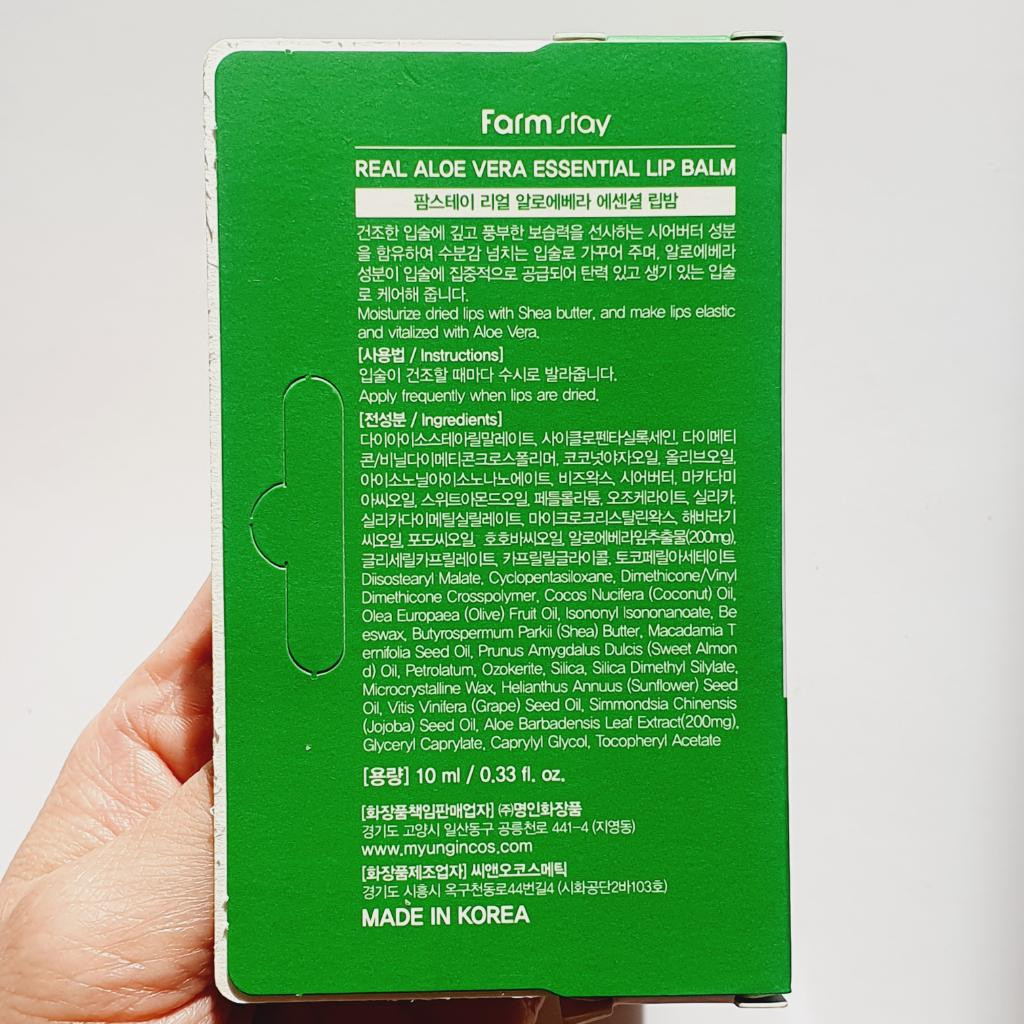 Farmstay
REAL ALOE VERA ESSENTIAL LIP BALM
팜스테이 리얼 알로에베라 에센셜 립밤
건조한 입술에 깊고 풍부한 보습력을 선사하는 시어버터 성분
을 함유하여 수분감 넘치는 입술로 가꾸어 주며, 알로에베라
성분이 입술에 집중적으로 공급되어 탄력 있고 생기 있는 입술
로 케어해 줍니다.
Moisturize dried lips with Shea butter, and make lips elastic
and vitalized with Aloe Vera.
[사용법 / Instructions]
입술이 건조할 때마다 수시로 발라줍니다.
Apply frequently when lips are dried.
[전성분 / Ingredients]
다이아이소스테아릴말레이트, 사이클로펜타실록세인, 다이메티
콘/비닐다이메티콘크로스폴리머, 코코넛야자오일, 올리브오일,
아이소노닐아이소노나노에이트, 비즈왁스, 시어버터, 마카다미
아씨오일, 스위트아몬드오일, 페틀롤라툼, 오조케라이트, 실리카,
실리카다이메틸실릴레이트, 마이크로크리스탈린왁스, 해바라기
씨오일, 포도씨오일, 호호바씨오일, 알로에베라잎추출물(200mg),
글리세릴카프릴레이트, 카프릴릴글라이콜, 토코페릴아세테이트
Diisostearyl Malate, Cyclopentasiloxane, Dimethicone/Vinyl
Dimethicone Crosspolymer, Cocos Nucifera (Coconut) Oil,
Olea Europaea (Olive) Fruit Oil, Isononyl Isononanoate, Be
eswax, Butyrospermum Parkii (Shea) Butter, Macadamia T
ernifolia Seed Oil, Prunus Amygdalus Dulcis (Sweet Almon
d) Oil, Petrolatum, Ozokerite, Silica, Silica Dimethyl Silylate,
Microcrystalline Wax, Helianthus Annuus (Sunflower) Seed
Oil, Vitis Vinifera (Grape) Seed Oil, Simmondsia Chinensis
(Jojoba) Seed Oil, Aloe Barbadensis Leaf Extract(200mg),
Glyceryl Caprylate, Caprylyl Glycol, Tocopheryl Acetate
[용량] 10 ml / 0.33 fl. oz.
[화장품책임판매업자] ㈜명인화장품
경기도 고양시 일산동구 공릉천로 441-4 (지영동)
www.myungincos.com
[화장품제조업자] 씨앤오코스메틱
경기도 시흥시 옥구천동로44번길4 (시화공단2바103호)
MADE IN KOREA